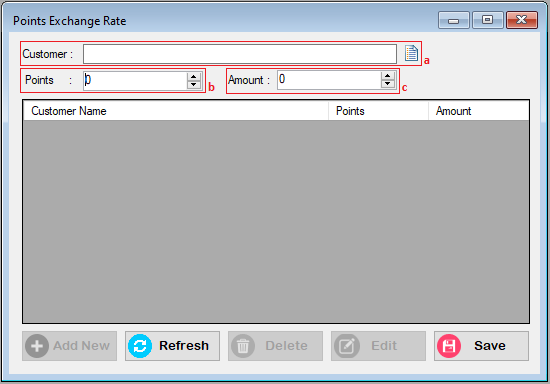 Points Exchange Rate
Customer : a
Points : 0 b Amount : 0 c
Customer Name Points Amount
Add New Refresh Delete Edit Save